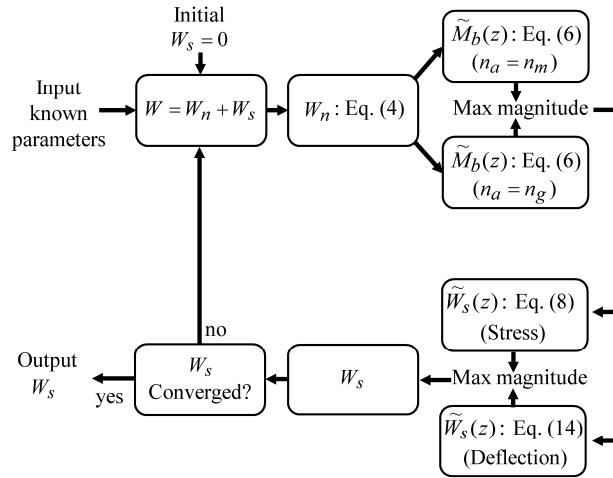 Initial
W_s = 0
Input
known
parameters
W = W_n + W_s
W_n : Eq. (4)
M̃_b(z) : Eq. (6)
(n_a = n_m)
Max magnitude
M̃_b(z) : Eq. (6)
(n_a = n_g)
W̃_s(z) : Eq. (8)
(Stress)
Max magnitude
W̃_s(z) : Eq. (14)
(Deflection)
W_s
no
W_s
Converged?
yes
Output
W_s